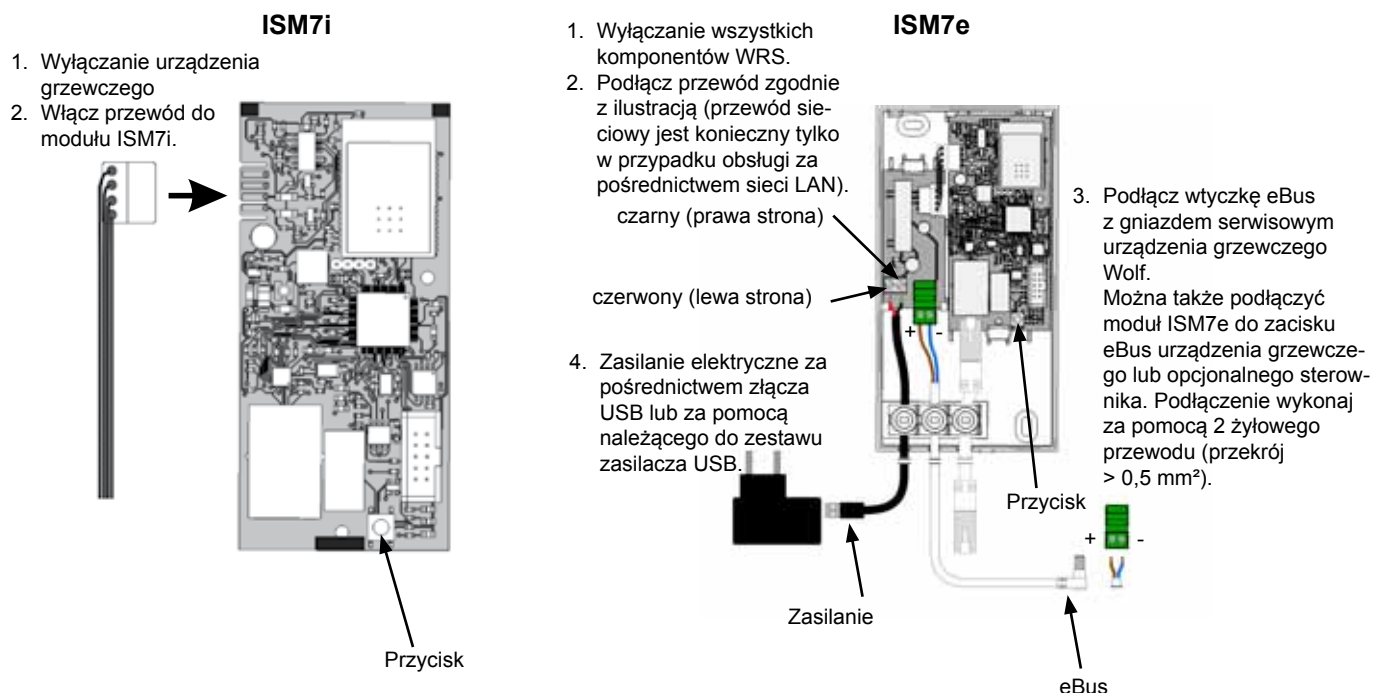 ISM7i
1. Wyłączanie urządzenia
grzewczego
2. Włącz przewód do
modułu ISM7i.
Przycisk
ISM7e
1. Wyłączanie wszystkich
komponentów WRS.
2. Podłącz przewód zgodnie
z ilustracją (przewód sie-
ciowy jest konieczny tylko
w przypadku obsługi za
pośrednictwem sieci LAN).
czarny (prawa strona)
czerwony (lewa strona)
+ -
3. Podłącz wtyczkę eBus
z gniazdem serwisowym
urządzenia grzewczego
Wolf.
Można także podłączyć
moduł ISM7e do zacisku
eBus urządzenia grzewcze-
go lub opcjonalnego sterow-
nika. Podłączenie wykonaj
za pomocą 2 żyłowego
przewodu (przekrój
> 0,5 mm²).
4. Zasilanie elektryczne za
pośrednictwem złącza
USB lub za pomocą
należącego do zestawu
zasilacza USB.
Przycisk
+ -
Zasilanie
eBus